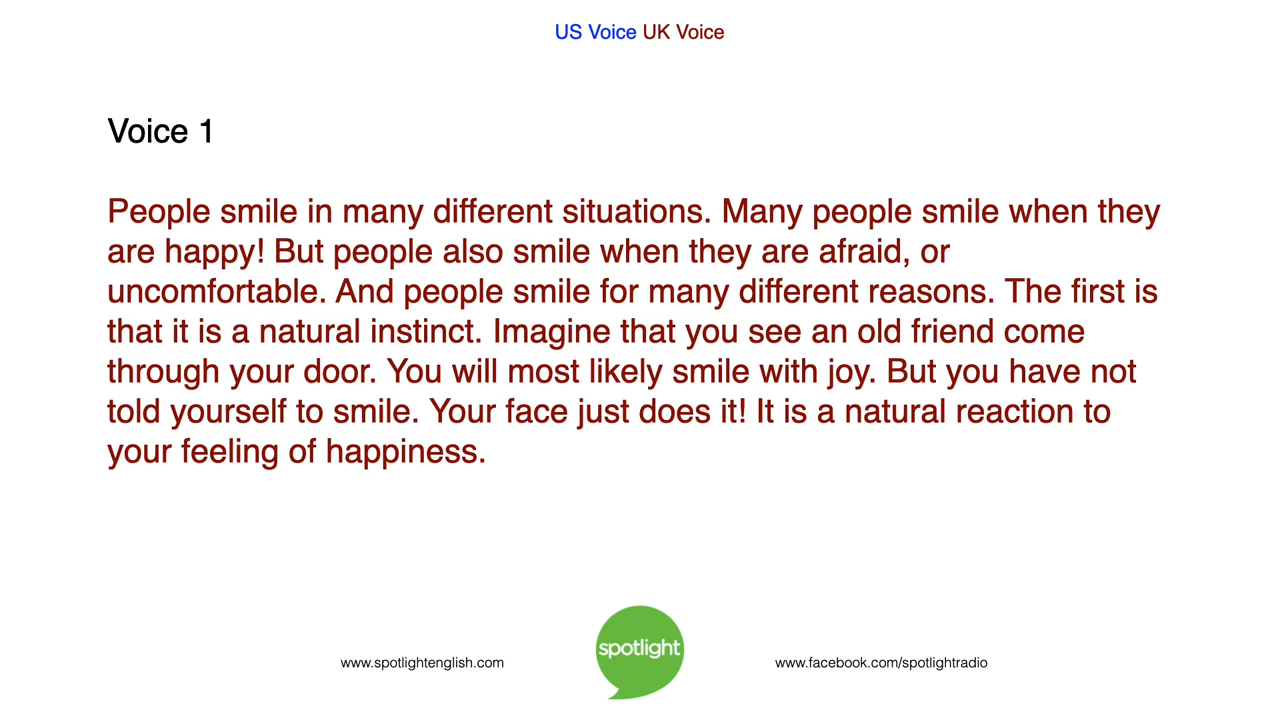 US Voice UK Voice
Voice 1
People smile in many different situations. Many people smile when they
are happy! But people also smile when they are afraid, or
uncomfortable. And people smile for many different reasons. The first is
that it is a natural instinct. Imagine that you see an old friend come
through your door. You will most likely smile with joy. But you have not
told yourself to smile. Your face just does it! It is a natural reaction to
your feeling of happiness.
www.spotlightenglish.com
spotlight
www.facebook.com/spotlightradio